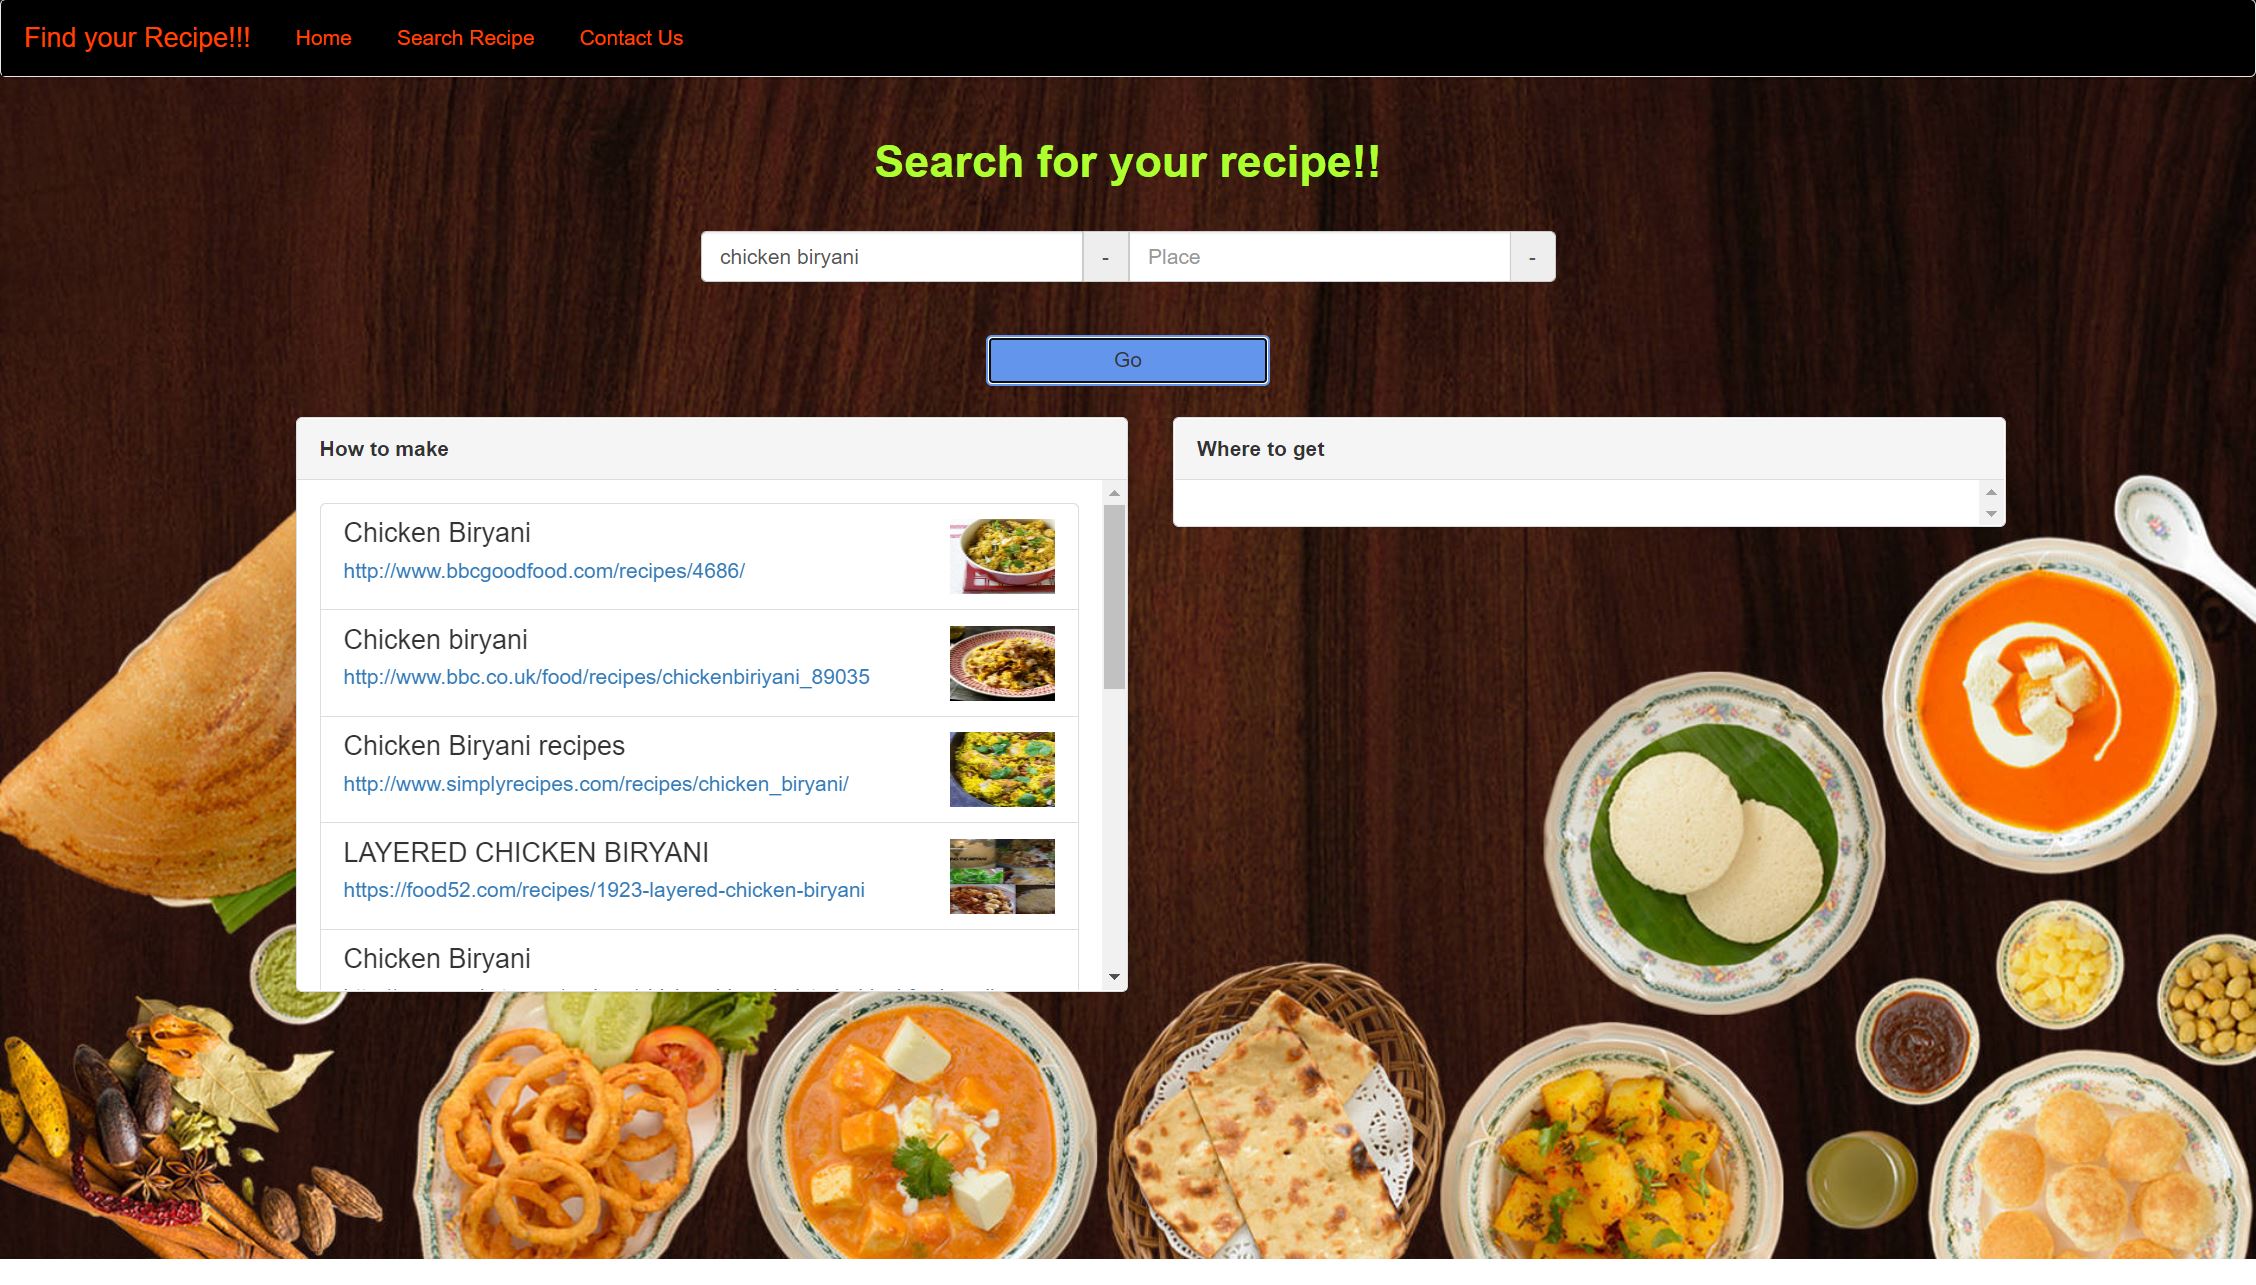 Find your Recipe!!! Home Search Recipe Contact Us
Search for your recipe!!
chicken biryani - Place -
Go
How to make
Chicken Biryani
http://www.bbcgoodfood.com/recipes/4686/
Chicken biryani
http://www.bbc.co.uk/food/recipes/chickenbiriyani_89035
Chicken Biryani recipes
http://www.simplyrecipes.com/recipes/chicken_biryani/
LAYERED CHICKEN BIRYANI
https://food52.com/recipes/1923-layered-chicken-biryani
Chicken Biryani
Where to get